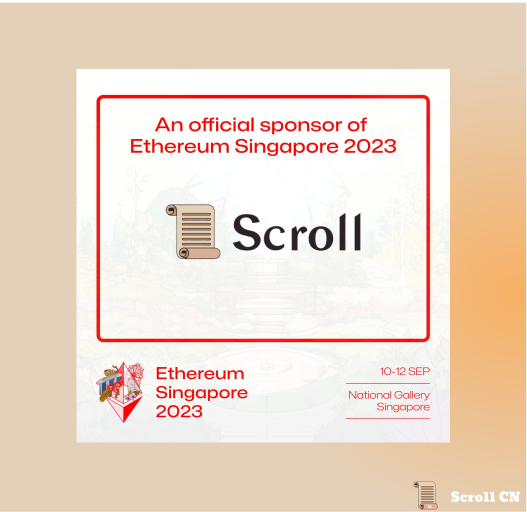 An official sponsor of
Ethereum Singapore 2023
Scroll
Ethereum
Singapore
2023
10-12 SEP
National Gallery
Singapore
Scroll CN